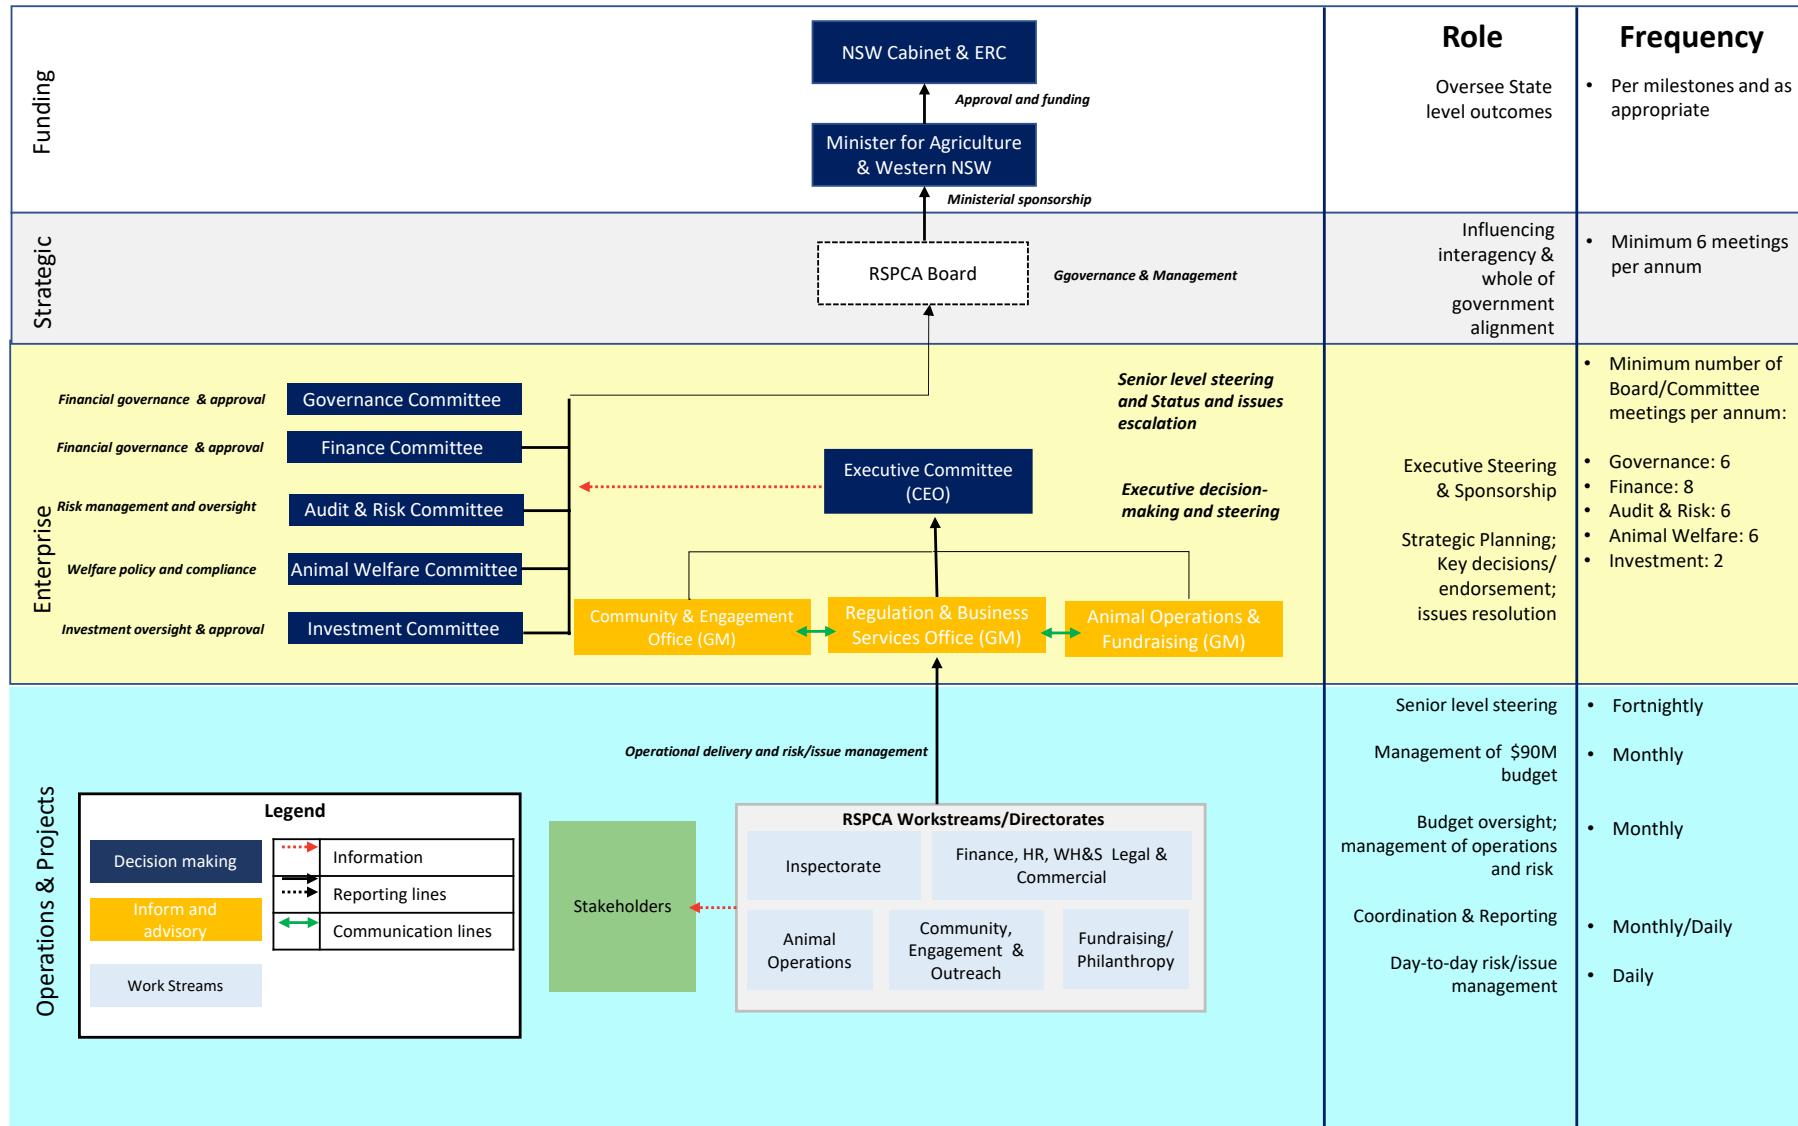 Role
Frequency
Funding
NSW Cabinet & ERC
Approval and funding
Minister for Agriculture
& Western NSW
Ministerial sponsorship
Oversee State
level outcomes
• Per milestones and as
appropriate
Strategic
RSPCA Board
Ggovernance & Management
Influencing
interagency &
whole of
government
alignment
• Minimum 6 meetings
per annum
Enterprise
Financial governance & approval
Governance Committee
Financial governance & approval
Finance Committee
Risk management and oversight
Audit & Risk Committee
Welfare policy and compliance
Animal Welfare Committee
Investment oversight & approval
Investment Committee
Senior level steering
and Status and issues
escalation
Executive Committee
(CEO)
Executive decision-
making and steering
Community & Engagement
Office (GM)
Regulation & Business
Services Office (GM)
Animal Operations &
Fundraising (GM)
Executive Steering
& Sponsorship
Strategic Planning;
Key decisions/
endorsement;
issues resolution
• Minimum number of
Board/Committee
meetings per annum:
• Governance: 6
• Finance: 8
• Audit & Risk: 6
• Animal Welfare: 6
• Investment: 2
Operations & Projects
Operational delivery and risk/issue management
Legend
Decision making
Inform and
advisory
Work Streams
Information
Reporting lines
Communication lines
Stakeholders
RSPCA Workstreams/Directorates
Inspectorate
Finance, HR, WH&S Legal &
Commercial
Animal
Operations
Community,
Engagement &
Outreach
Fundraising/
Philanthropy
Senior level steering
• Fortnightly
Management of $90M
budget
• Monthly
Budget oversight;
management of operations
and risk
• Monthly
Coordination & Reporting
• Monthly/Daily
Day-to-day risk/issue
management
• Daily